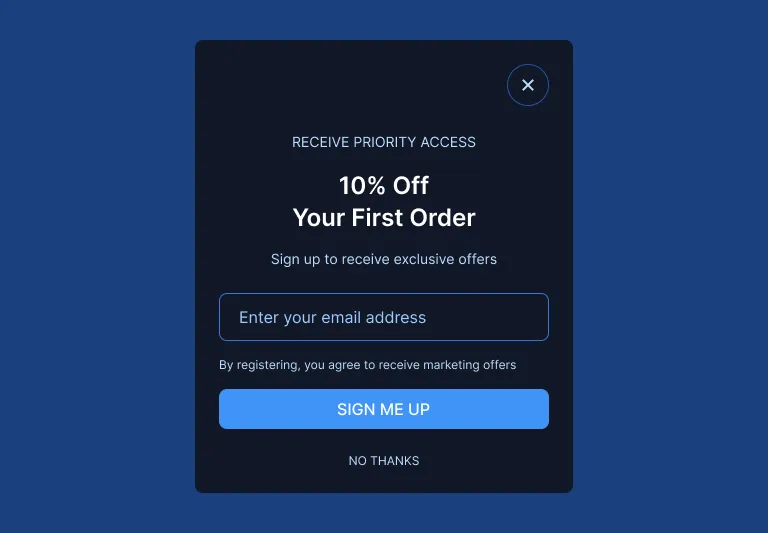 RECEIVE PRIORITY ACCESS
10% Off
Your First Order
Sign up to receive exclusive offers
Enter your email address
By registering, you agree to receive marketing offers
SIGN ME UP
NO THANKS